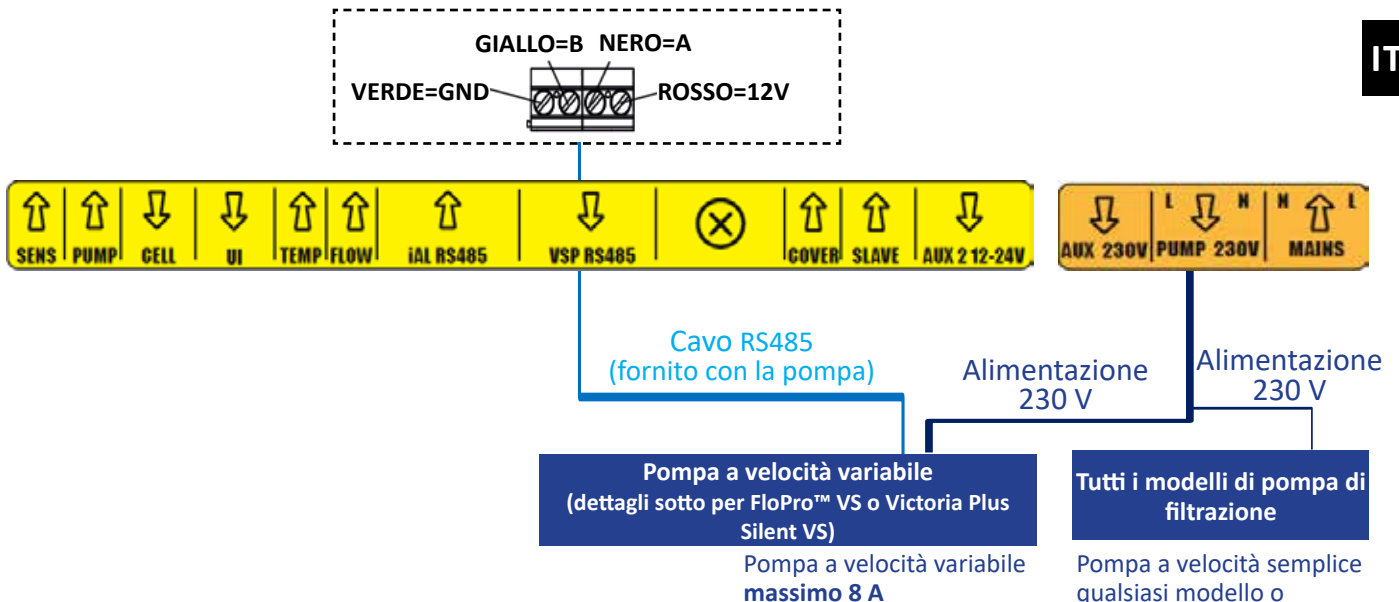 GIALLO=B NERO=A
IT
VERDE=GND ROSSO=12V
SENS PUMP CELL UI TEMP FLOW iAL RS485 VSP RS485 COVER SLAVE AUX 2 12-24V
L N N L
AUX 230V PUMP 230V MAINS
Cavo RS485
(fornito con la pompa)
Alimentazione
230 V
Alimentazione
230 V
Pompa a velocità variabile
(dettagli sotto per FloPro™ VS o Victoria Plus
Silent VS)
Tutti i modelli di pompa di
filtrazione
Pompa a velocità variabile
massimo 8 A
Pompa a velocità semplice
qualsiasi modello o